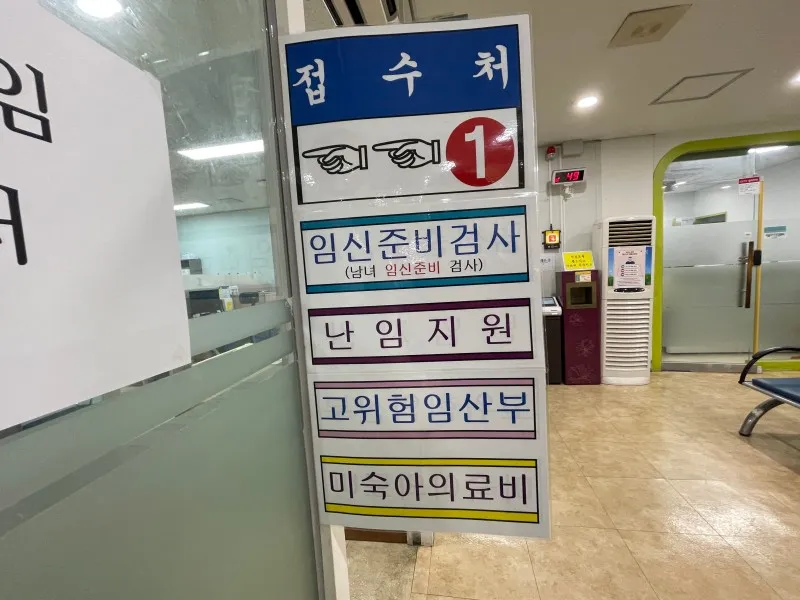 임
접 수 처
1
임신준비검사
(남녀 임신준비 검사)
난 임 지 원
고위험임산부
미숙아의료비
49